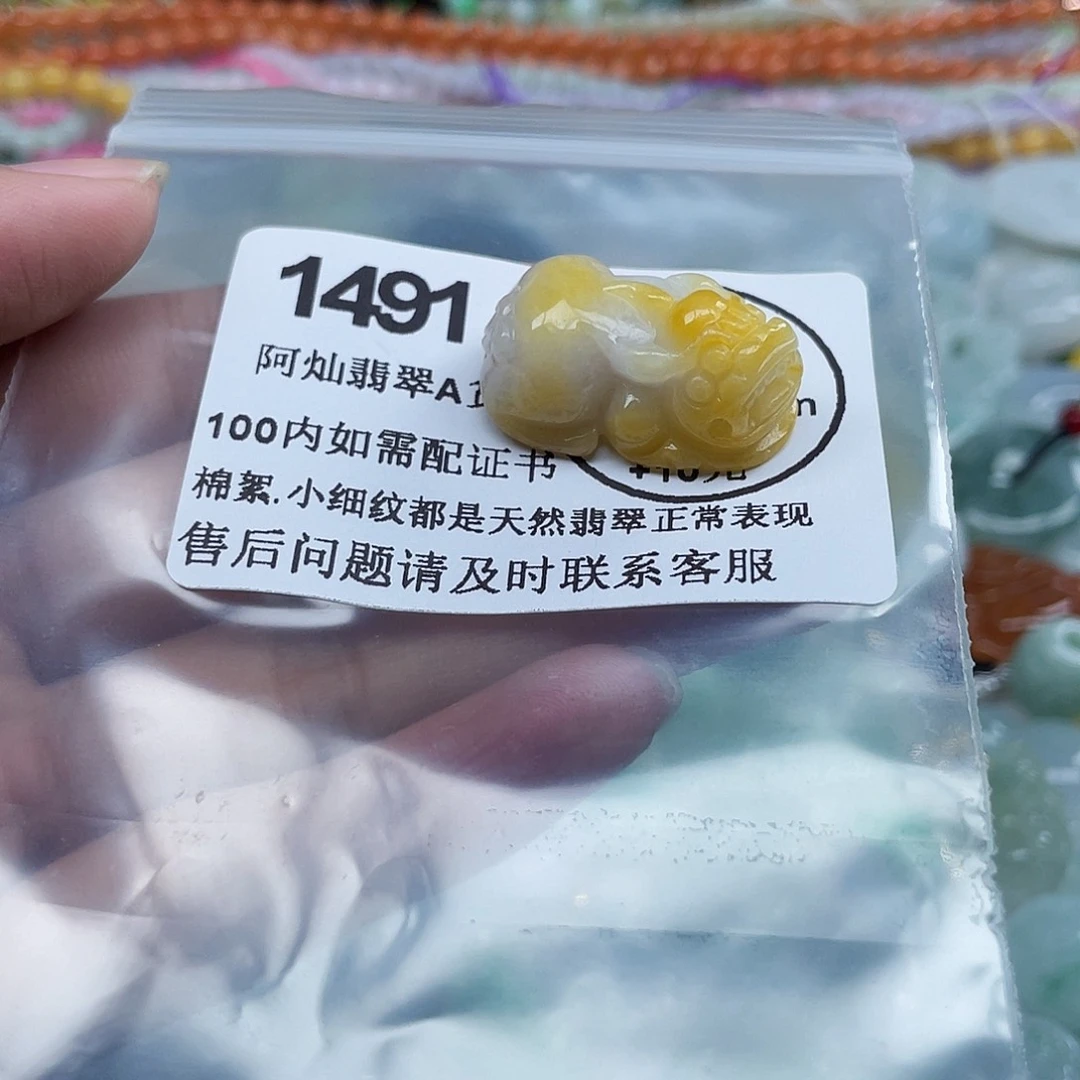 1491
阿灿翡翠A
100内如需配证书
棉絮.小细纹都是天然翡翠正常表现
售后问题请及时联系客服